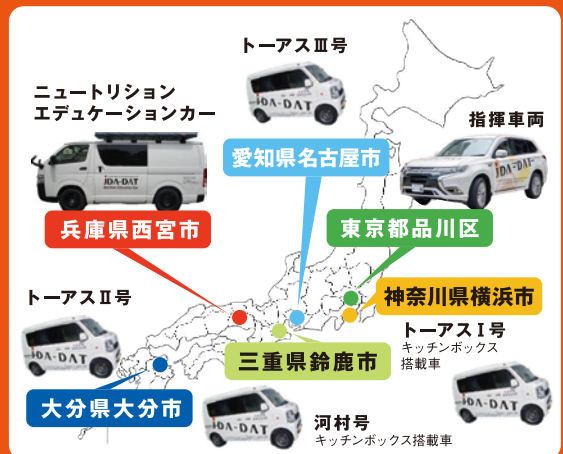 トーアスⅢ号
ニュートリション
エデュケーションカー
指揮車両
JDA-DAT
JDA-DAT
JDA-DAT
愛知県名古屋市
兵庫県西宮市
東京都品川区
神奈川県横浜市
トーアスⅡ号
JDA-DAT
トーアスⅠ号
キッチンボックス
搭載車
三重県鈴鹿市
大分県大分市
JDA-DAT
河村号
キッチンボックス搭載車
JDA-DAT